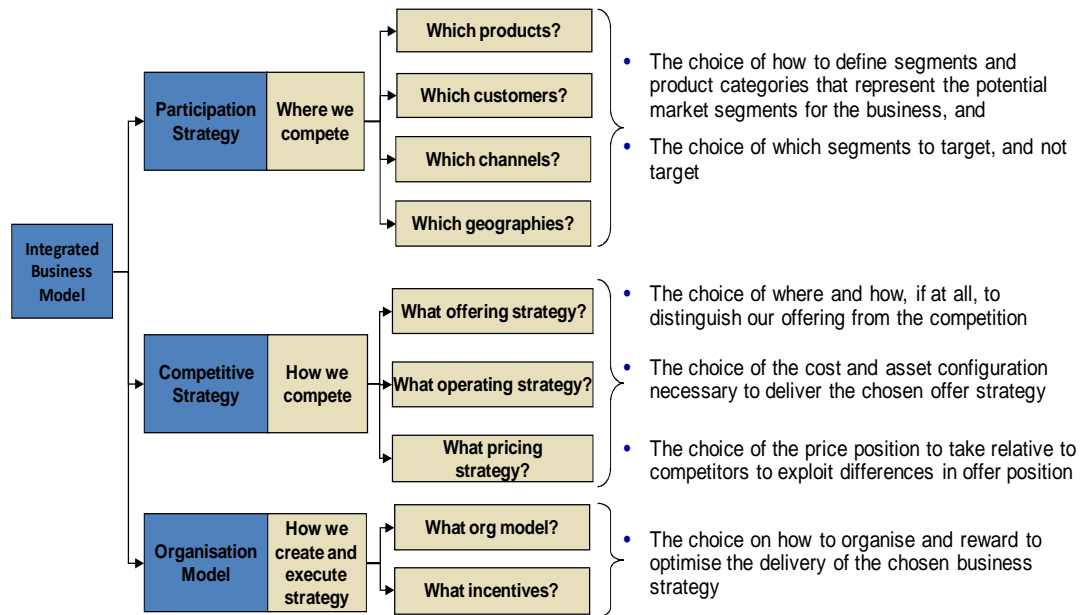 Integrated
Business
Model
Participation
Strategy
Where we
compete
Which products?
Which customers?
Which channels?
Which geographies?
• The choice of how to define segments and
product categories that represent the potential
market segments for the business, and
• The choice of which segments to target, and not
target
Competitive
Strategy
How we
compete
What offering strategy?
What operating strategy?
What pricing
strategy?
• The choice of where and how, if at all, to
distinguish our offering from the competition
• The choice of the cost and asset configuration
necessary to deliver the chosen offer strategy
• The choice of the price position to take relative to
competitors to exploit differences in offer position
Organisation
Model
How we
create and
execute
strategy
What org model?
What incentives?
• The choice on how to organise and reward to
optimise the delivery of the chosen business
strategy